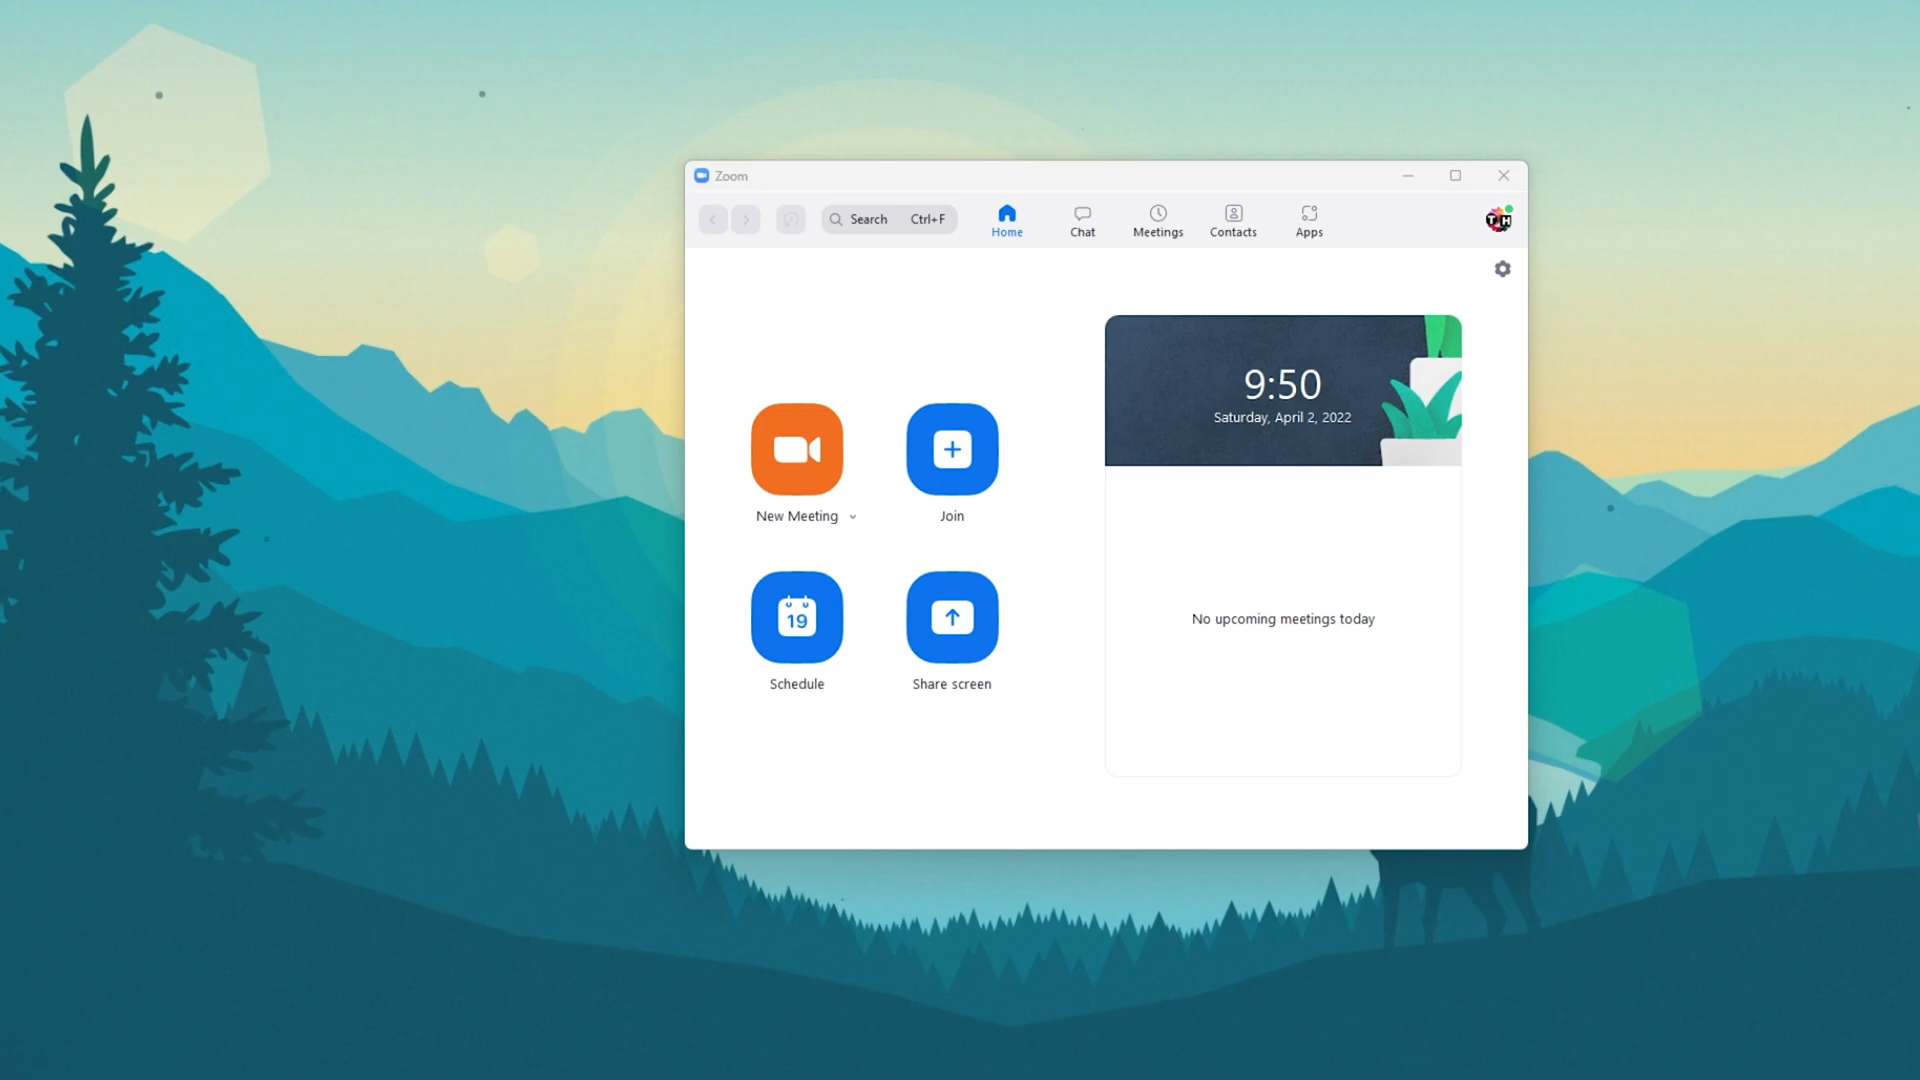 Zoom
Search Ctrl+F
Home
Chat
Meetings
Contacts
Apps
TH
9:50
Saturday, April 2, 2022
New Meeting
Join
19
Schedule
Share screen
No upcoming meetings today